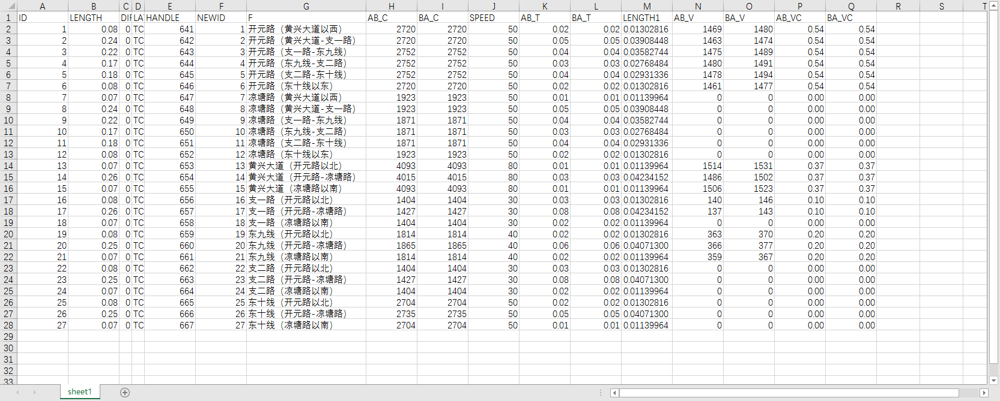 A B C D E F G H I J K L M N O P Q R S T
1 ID LENGTH DIF LA HANDLE NEWID F AB_C BA_C SPEED AB_T BA_T LENGTH1 AB_V BA_V AB_VC BA_VC
2 1 0.08 0 TC 641 1 开元路（黄兴大道以西） 2720 2720 50 0.02 0.02 0.01302816 1469 1480 0.54 0.54
3 2 0.24 0 TC 642 2 开元路（黄兴大道-支一路） 2720 2720 50 0.05 0.05 0.03908448 1463 1474 0.54 0.54
4 3 0.22 0 TC 643 3 开元路（支一路-东九线） 2752 2752 50 0.04 0.04 0.03582744 1475 1489 0.54 0.54
5 4 0.17 0 TC 644 4 开元路（东九线-支二路） 2752 2752 50 0.03 0.03 0.02768484 1480 1491 0.54 0.54
6 5 0.18 0 TC 645 5 开元路（支二路-东十线） 2752 2752 50 0.04 0.04 0.02931336 1478 1494 0.54 0.54
7 6 0.08 0 TC 646 6 开元路（东十线以东） 2720 2720 50 0.02 0.02 0.01302816 1461 1477 0.54 0.54
8 7 0.07 0 TC 647 7 凉塘路（黄兴大道以西） 1923 1923 50 0.01 0.01 0.01139964 0 0 0.00 0.00
9 8 0.24 0 TC 648 8 凉塘路（黄兴大道-支一路） 1923 1923 50 0.05 0.05 0.03908448 0 0 0.00 0.00
10 9 0.22 0 TC 649 9 凉塘路（支一路-东九线） 1871 1871 50 0.04 0.04 0.03582744 0 0 0.00 0.00
11 10 0.17 0 TC 650 10 凉塘路（东九线-支二路） 1871 1871 50 0.03 0.03 0.02768484 0 0 0.00 0.00
12 11 0.18 0 TC 651 11 凉塘路（支二路-东十线） 1871 1871 50 0.04 0.04 0.02931336 0 0 0.00 0.00
13 12 0.08 0 TC 652 12 凉塘路（东十线以东） 1923 1923 50 0.02 0.02 0.01302816 0 0 0.00 0.00
14 13 0.07 0 TC 653 13 黄兴大道（开元路以北） 4093 4093 80 0.01 0.01 0.01139964 1514 1531 0.37 0.37
15 14 0.26 0 TC 654 14 黄兴大道（开元路-凉塘路） 4015 4015 80 0.03 0.03 0.04234152 1486 1502 0.37 0.37
16 15 0.07 0 TC 655 15 黄兴大道（凉塘路以南） 4093 4093 80 0.01 0.01 0.01139964 1506 1523 0.37 0.37
17 16 0.08 0 TC 656 16 支一路（开元路以北） 1404 1404 30 0.03 0.03 0.01302816 140 146 0.10 0.10
18 17 0.26 0 TC 657 17 支一路（开元路-凉塘路） 1427 1427 30 0.08 0.08 0.04234152 137 143 0.10 0.10
19 18 0.07 0 TC 658 18 支一路（凉塘路以南） 1404 1404 30 0.02 0.02 0.01139964 0 0 0.00 0.00
20 19 0.08 0 TC 659 19 东九线（开元路以北） 1814 1814 40 0.02 0.02 0.01302816 363 370 0.20 0.20
21 20 0.25 0 TC 660 20 东九线（开元路-凉塘路） 1865 1865 40 0.06 0.06 0.04071300 366 377 0.20 0.20
22 21 0.07 0 TC 661 21 东九线（凉塘路以南） 1814 1814 40 0.02 0.02 0.01139964 359 367 0.20 0.20
23 22 0.08 0 TC 662 22 支二路（开元路以北） 1404 1404 30 0.03 0.03 0.01302816 0 0 0.00 0.00
24 23 0.25 0 TC 663 23 支二路（开元路-凉塘路） 1427 1427 30 0.08 0.08 0.04071300 0 0 0.00 0.00
25 24 0.07 0 TC 664 24 支二路（凉塘路以南） 1404 1404 30 0.02 0.02 0.01139964 0 0 0.00 0.00
26 25 0.08 0 TC 665 25 东十线（开元路以北） 2704 2704 50 0.02 0.02 0.01302816 0 0 0.00 0.00
27 26 0.25 0 TC 666 26 东十线（开元路-凉塘路） 2735 2735 50 0.05 0.05 0.04071300 0 0 0.00 0.00
28 27 0.07 0 TC 667 27 东十线（凉塘路以南） 2704 2704 50 0.01 0.01 0.01139964 0 0 0.00 0.00
29
30
31
32
33
sheet1